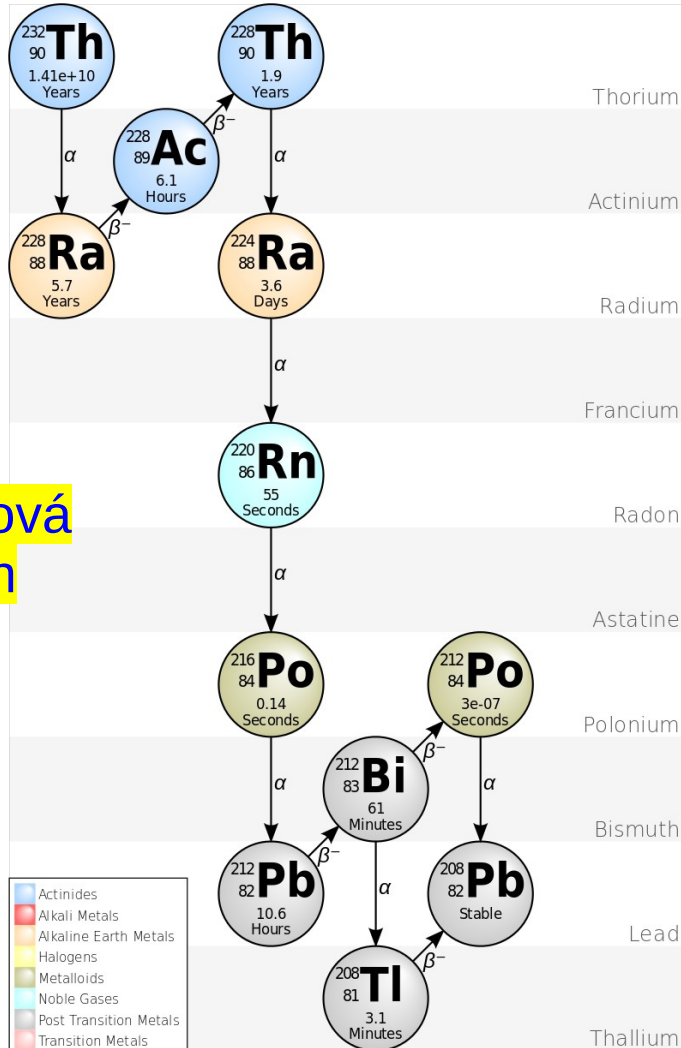 232
90
Th
1.41e+10
Years
228
90
Th
1.9
Years
Thorium
α
β⁻
228
89
Ac
6.1
Hours
α
Actinium
β⁻
228
88
Ra
5.7
Years
224
88
Ra
3.6
Days
Radium
α
Francium
220
86
Rn
55
Seconds
Radon
α
Astatine
216
84
Po
0.14
Seconds
212
84
Po
3e-07
Seconds
Polonium
α
β⁻
212
83
Bi
61
Minutes
α
Bismuth
β⁻
212
82
Pb
10.6
Hours
α
208
82
Pb
Stable
Lead
β⁻
208
81
Tl
3.1
Minutes
Thallium
Actinides
Alkali Metals
Alkaline Earth Metals
Halogens
Metalloids
Noble Gases
Post Transition Metals
Transition Metals